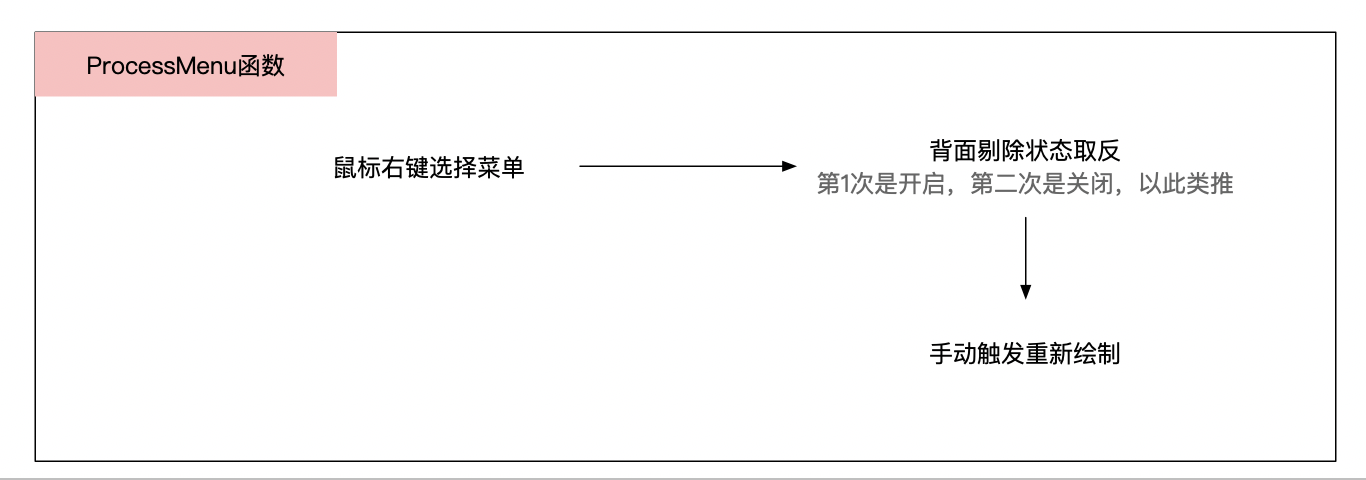 ProcessMenu函数
鼠标右键选择菜单
背面剔除状态取反
第1次是开启，第二次是关闭，以此类推
手动触发重新绘制